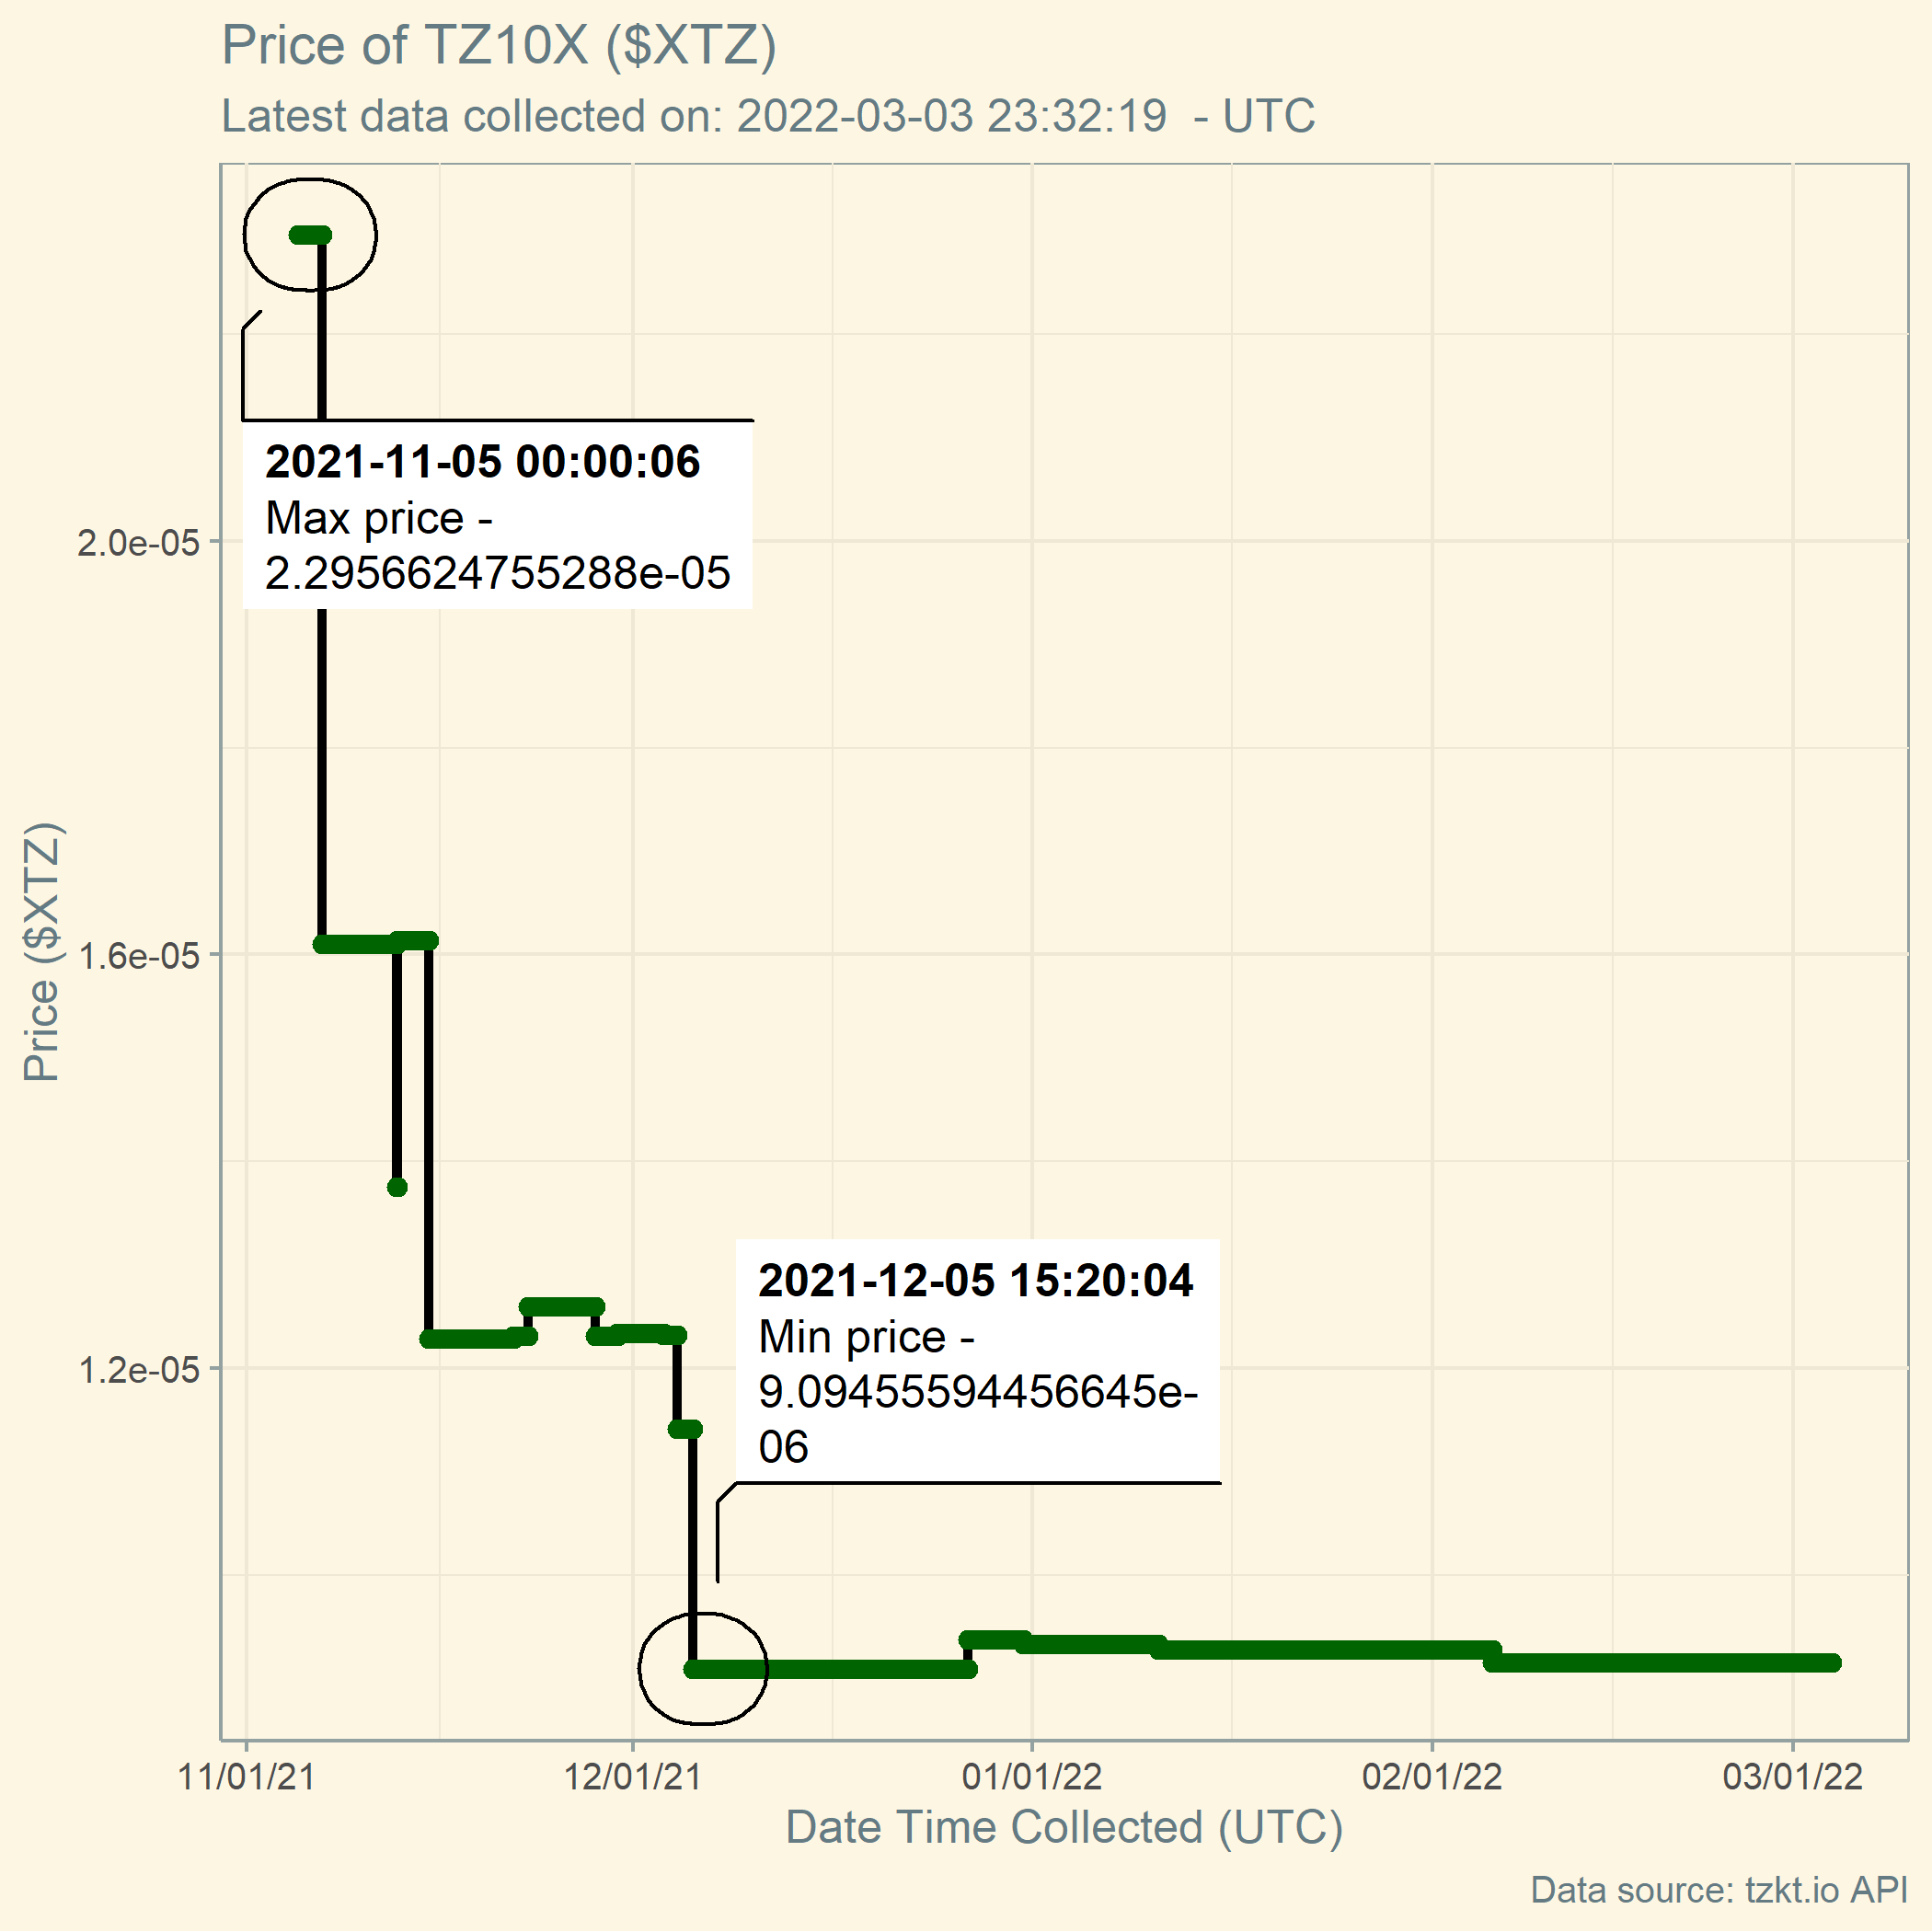 Price of TZ10X ($XTZ)
Latest data collected on: 2022-03-03 23:32:19  - UTC
2021-11-05 00:00:06
Max price -
2.2956624755288e-05
2.0e-05
Price ($XTZ)
1.6e-05
2021-12-05 15:20:04
Min price -
9.09455594456645e-
06
1.2e-05
11/01/21
12/01/21
01/01/22
02/01/22
03/01/22
Date Time Collected (UTC)
Data source: tzkt.io API